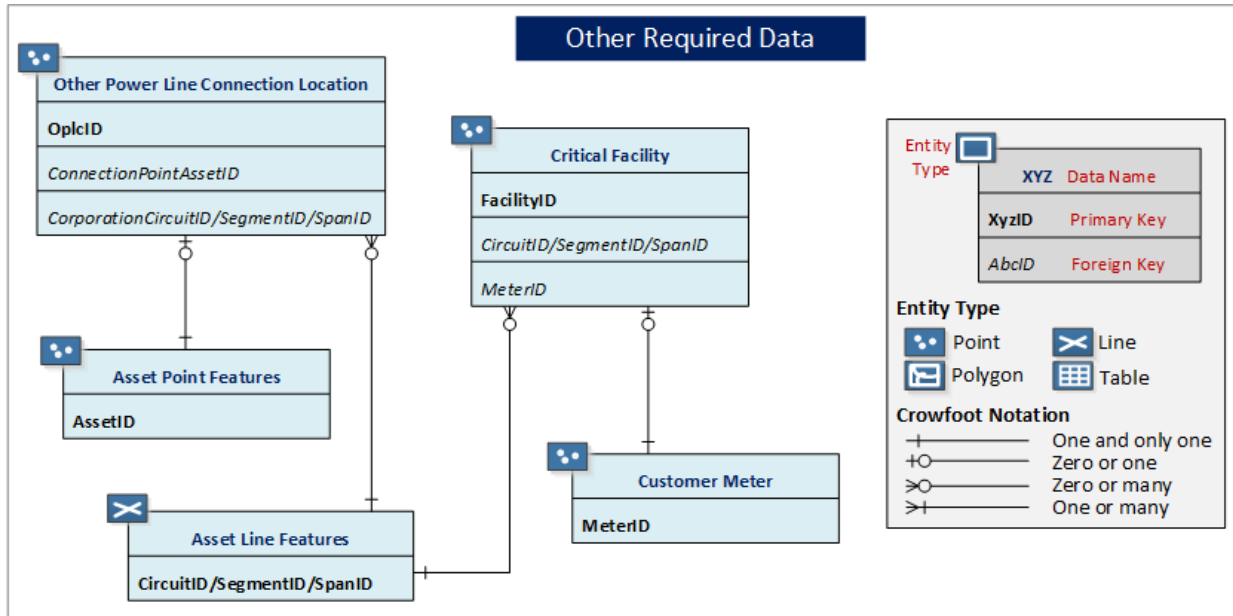 Other Required Data
Other Power Line Connection Location
OplcID
ConnectionPointAssetID
CorporationCircuitID/SegmentID/SpanID
Critical Facility
FacilityID
CircuitID/SegmentID/SpanID
MeterID
Asset Point Features
AssetID
Customer Meter
MeterID
Asset Line Features
CircuitID/SegmentID/SpanID
Entity
Type
XYZ Data Name
XyzID Primary Key
AbcID Foreign Key
Entity Type
Point Line
Polygon Table
Crowfoot Notation
One and only one
Zero or one
Zero or many
One or many